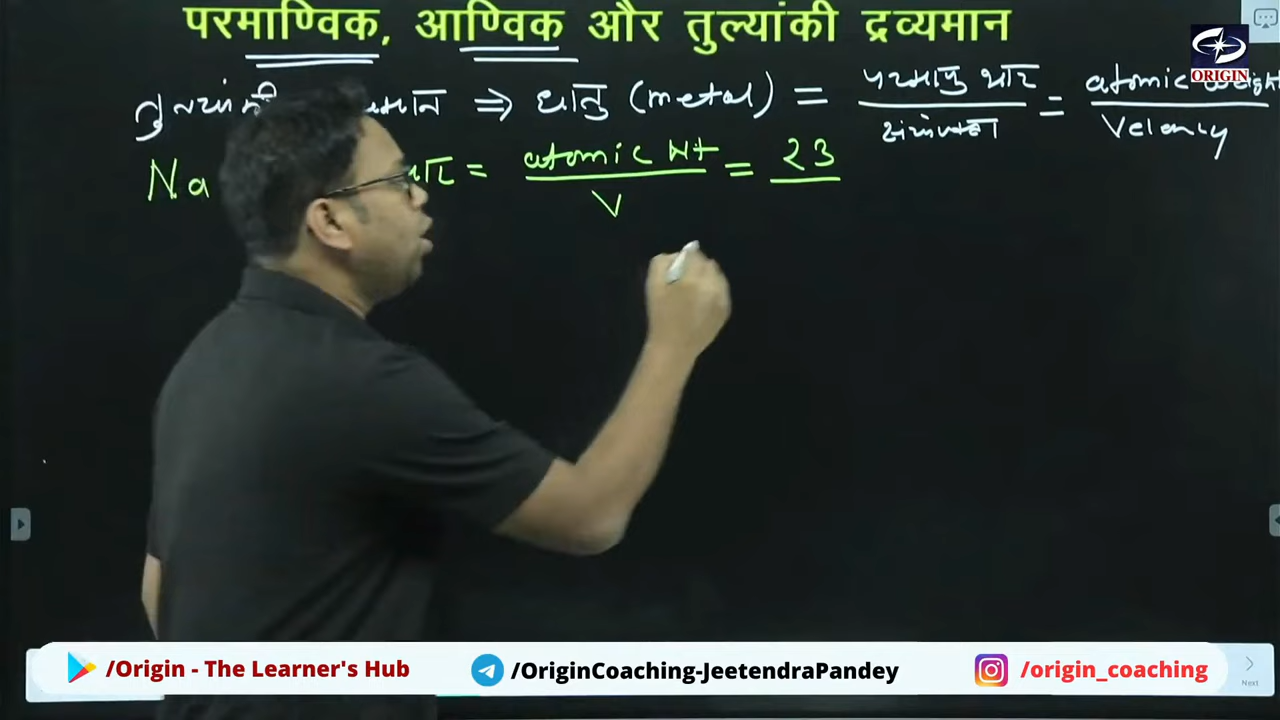 परमाण्विक, आण्विक और तुल्यांकी द्रव्यमान
ORIGIN
⇒ धातु (metal) = परमाणु भार / संयोजकता = atomic weight / Velency
Na = atomic Wt / V = 23
/Origin - The Learner's Hub
/OriginCoaching-JeetendraPandey
/origin_coaching
Next